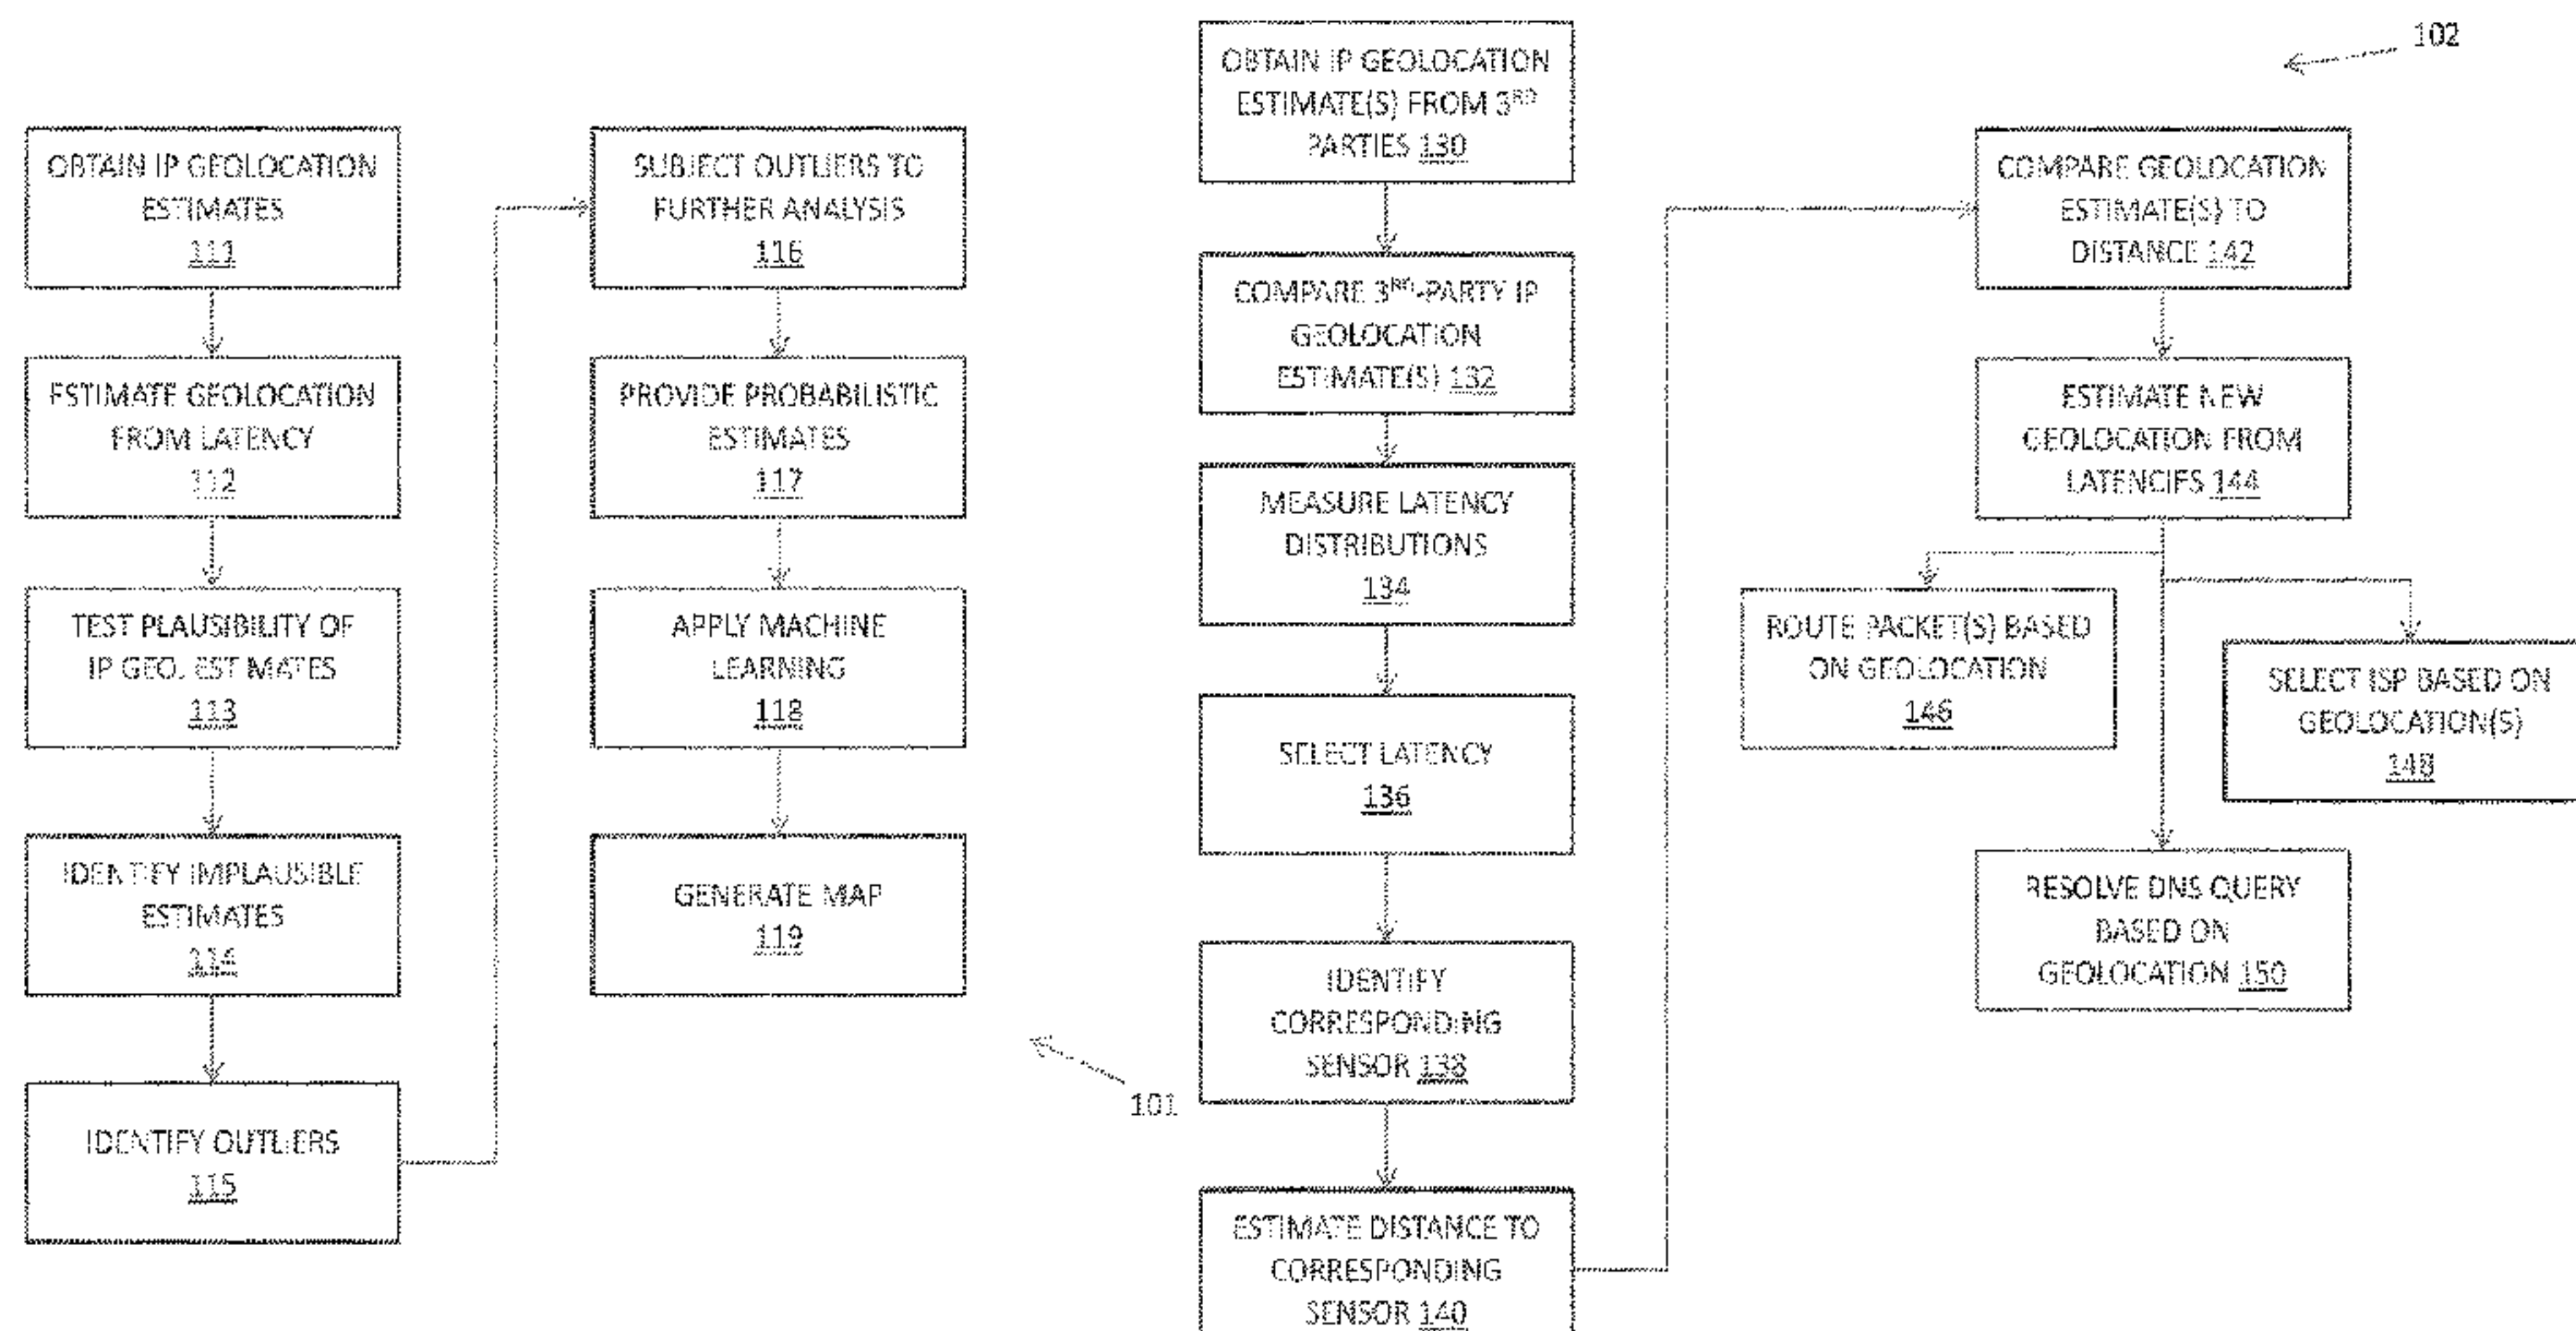 OBTAIN IP GEOLOCATION
ESTIMATES
111
ESTIMATE GEOLOCATION
FROM LATENCY
112
TEST PLAUSIBILITY OF
IP GEO. ESTIMATES
113
IDENTIFY IMPLAUSIBLE
ESTIMATES
114
IDENTIFY OUTLIERS
115
SUBJECT OUTLIERS TO
FURTHER ANALYSIS
116
PROVIDE PROBABILISTIC
ESTIMATES
117
APPLY MACHINE
LEARNING
118
GENERATE MAP
119
101
OBTAIN IP GEOLOCATION
ESTIMATE(S) FROM 3RD
PARTIES 130
COMPARE 3RD-PARTY IP
GEOLOCATION
ESTIMATE(S) 132
MEASURE LATENCY
DISTRIBUTIONS
134
SELECT LATENCY
136
IDENTIFY
CORRESPONDING
SENSOR 138
ESTIMATE DISTANCE TO
CORRESPONDING
SENSOR 140
102
COMPARE GEOLOCATION
ESTIMATE(S) TO
DISTANCE 142
ESTIMATE NEW
GEOLOCATION FROM
LATENCIES 144
ROUTE PACKET(S) BASED
ON GEOLOCATION
146
SELECT ISP BASED ON
GEOLOCATION(S)
148
RESOLVE DNS QUERY
BASED ON
GEOLOCATION 150